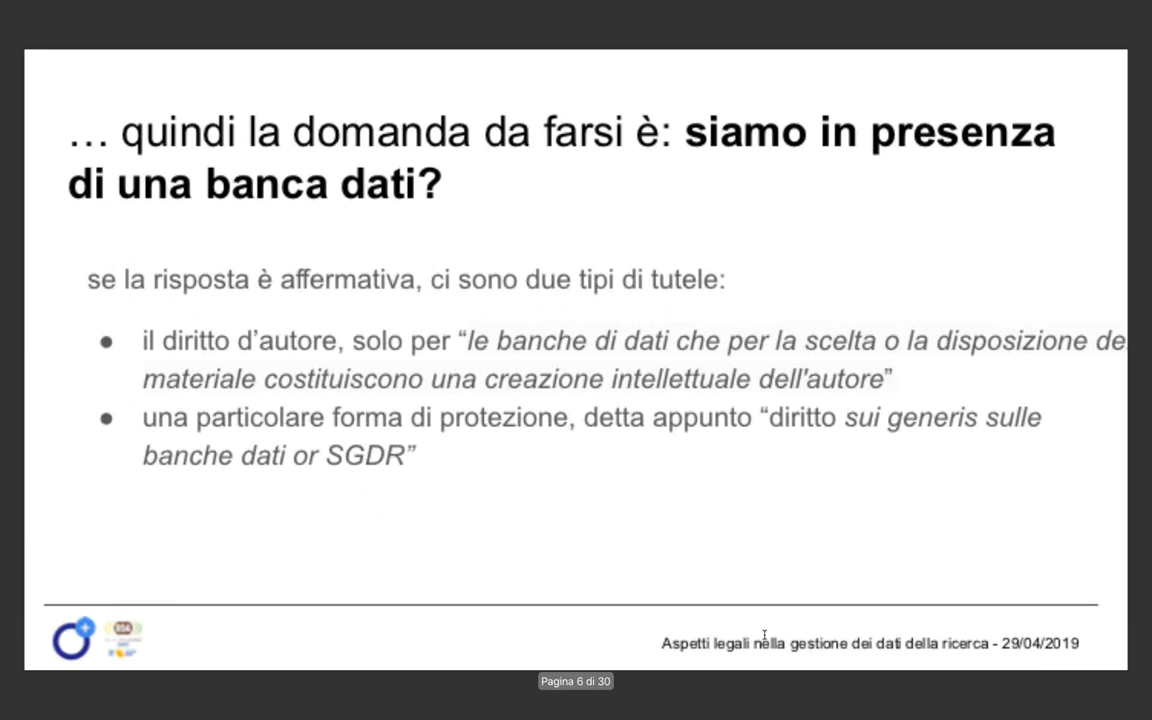 … quindi la domanda da farsi è: siamo in presenza
di una banca dati?
se la risposta è affermativa, ci sono due tipi di tutele:
● il diritto d’autore, solo per “le banche di dati che per la scelta o la disposizione de
materiale costituiscono una creazione intellettuale dell'autore”
● una particolare forma di protezione, detta appunto “diritto sui generis sulle
banche dati or SGDR”
RDA
Aspetti legali nella gestione dei dati della ricerca - 29/04/2019
Pagina 6 di 30